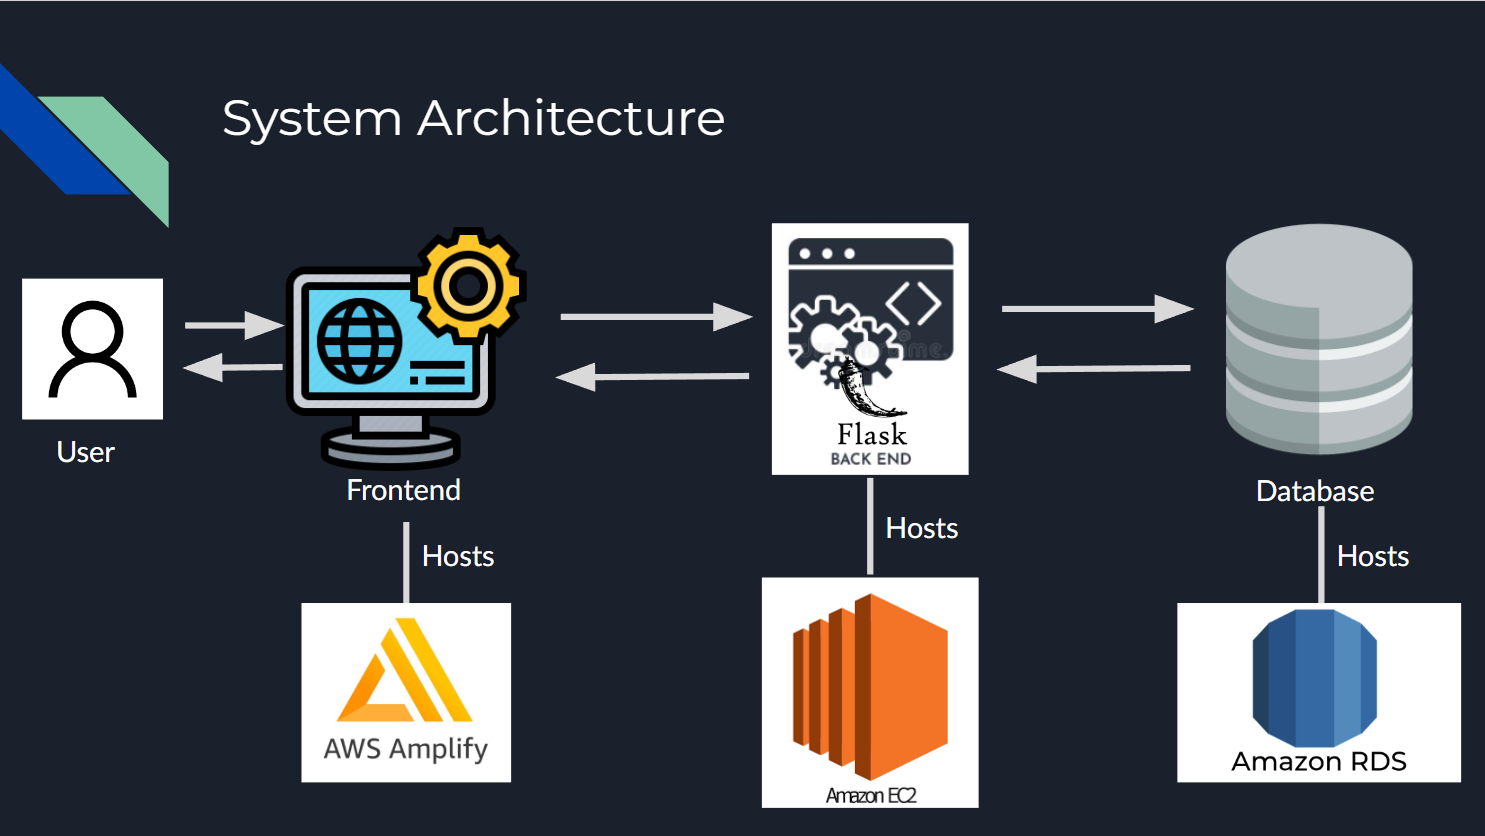 System Architecture
User
Frontend
Flask
BACK END
Database
Hosts
Hosts
Hosts
AWS Amplify
Amazon EC2
Amazon RDS